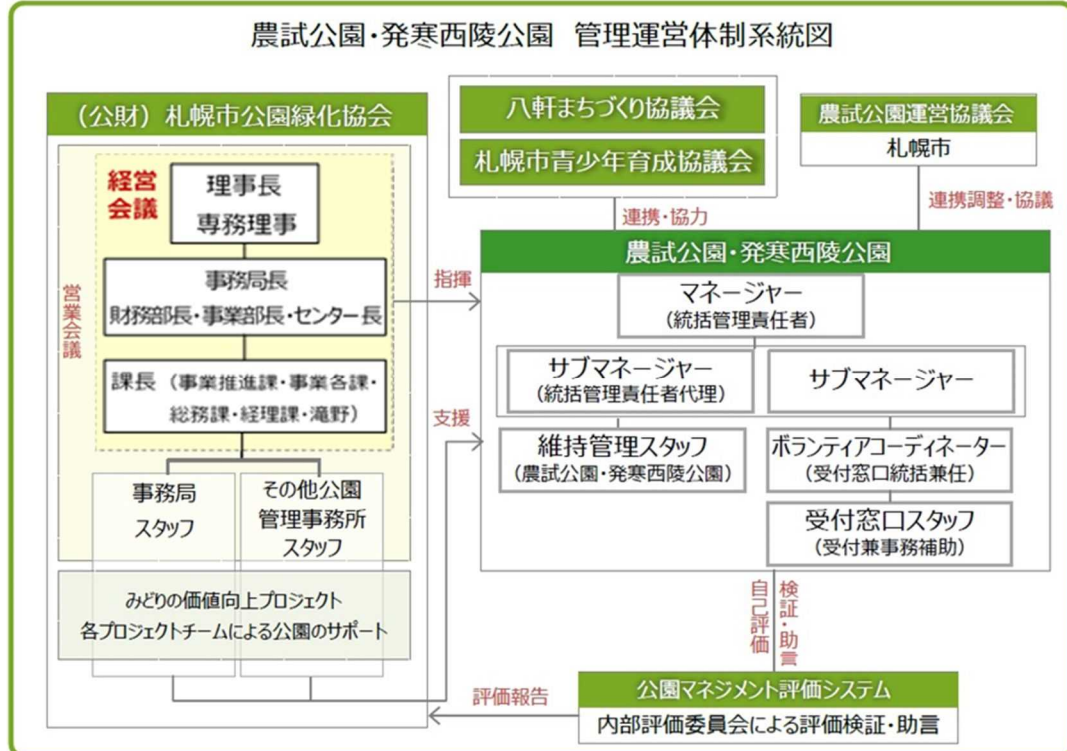 農試公園・発寒西陵公園 管理運営体制系統図
（公財）札幌市公園緑化協会
経営
会議
理事長
専務理事
営業会議
事務局長
財務部長・事業部長・センター長
課長（事業推進課・事業各課・
総務課・経理課・滝野）
事務局
スタッフ
その他公園
管理事務所
スタッフ
みどりの価値向上プロジェクト
各プロジェクトチームによる公園のサポート
指揮
支援
評価報告
八軒まちづくり協議会
札幌市青少年育成協議会
連携・協力
農試公園運営協議会
札幌市
連携調整・協議
農試公園・発寒西陵公園
マネージャー
（統括管理責任者）
サブマネージャー
（統括管理責任者代理）
サブマネージャー
維持管理スタッフ
（農試公園・発寒西陵公園）
ボランティアコーディネーター
（受付窓口統括兼任）
受付窓口スタッフ
（受付兼事務補助）
自己評価
検証・助言
公園マネジメント評価システム
内部評価委員会による評価検証・助言